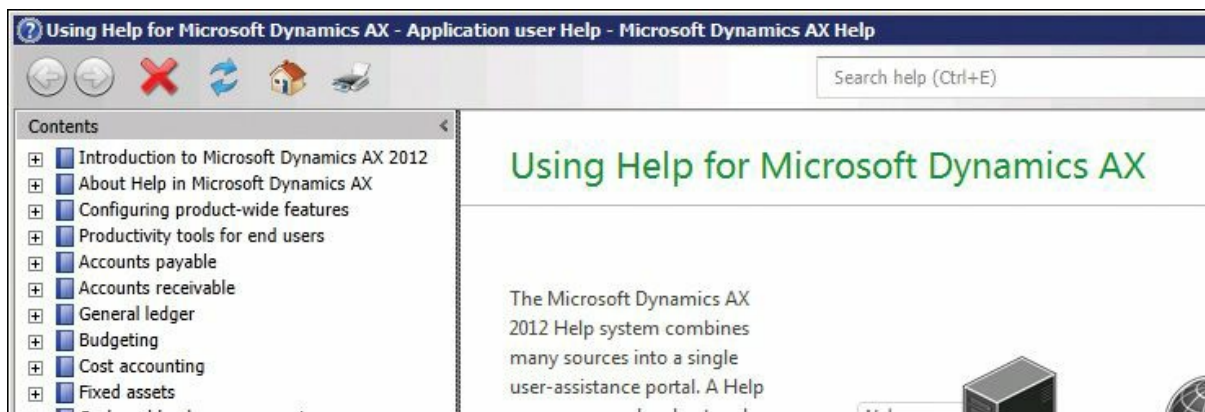 Using Help for Microsoft Dynamics AX - Application user Help - Microsoft Dynamics AX Help
Search help (Ctrl+E)
Contents
Introduction to Microsoft Dynamics AX 2012
About Help in Microsoft Dynamics AX
Configuring product-wide features
Productivity tools for end users
Accounts payable
Accounts receivable
General ledger
Budgeting
Cost accounting
Fixed assets
Using Help for Microsoft Dynamics AX
The Microsoft Dynamics AX
2012 Help system combines
many sources into a single
user-assistance portal. A Help